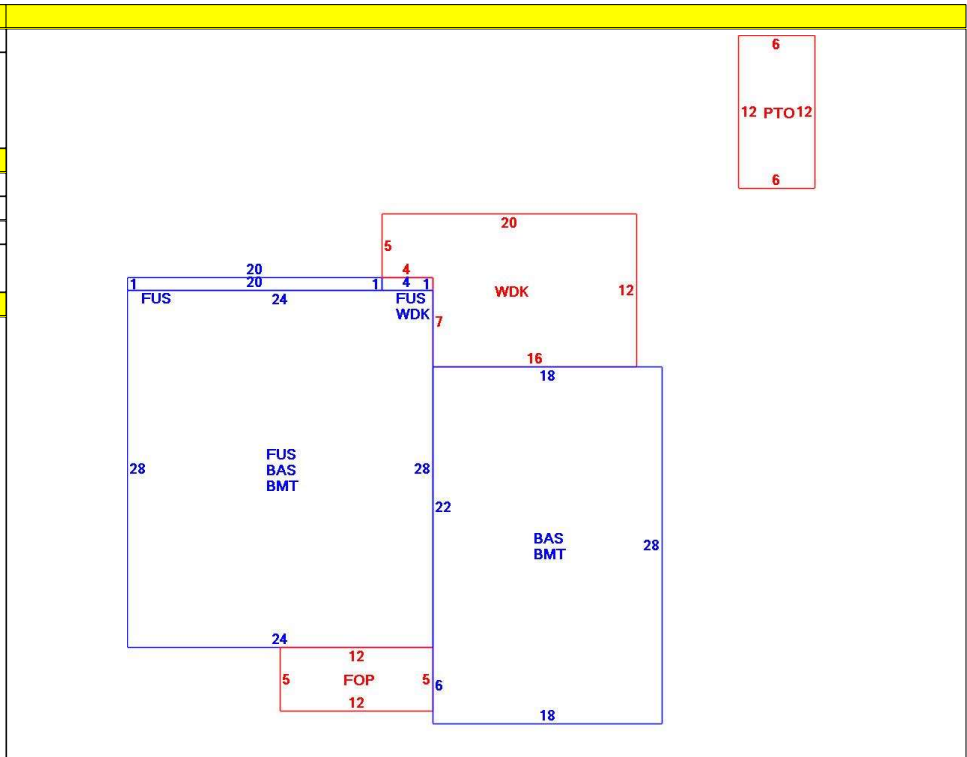 6
12 PTO 12
6
20
5
20 4
1 20 1 4 1
FUS 24 FUS
WDK
WDK 12
7
16
18
28 FUS 28
BAS
BMT
22
BAS 28
BMT
24
12
5 FOP 5 6
12
18